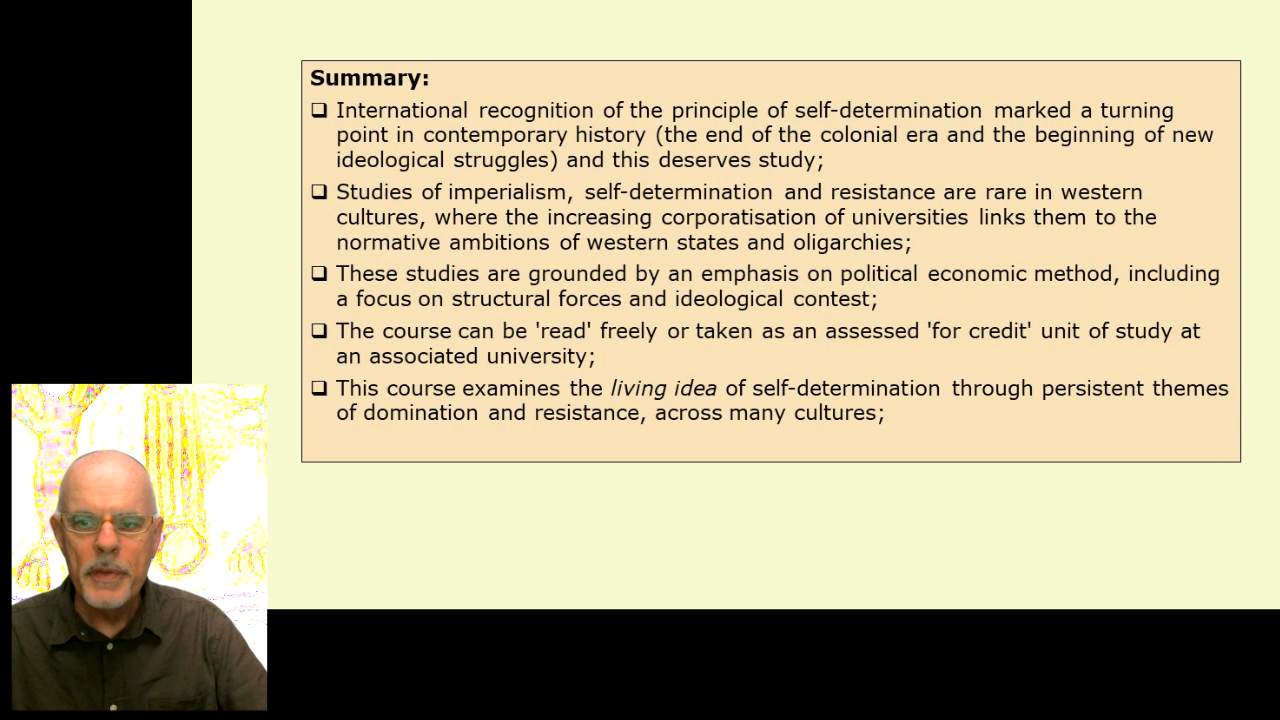 Summary:
❑ International recognition of the principle of self-determination marked a turning
point in contemporary history (the end of the colonial era and the beginning of new
ideological struggles) and this deserves study;
❑ Studies of imperialism, self-determination and resistance are rare in western
cultures, where the increasing corporatisation of universities links them to the
normative ambitions of western states and oligarchies;
❑ These studies are grounded by an emphasis on political economic method, including
a focus on structural forces and ideological contest;
❑ The course can be 'read' freely or taken as an assessed 'for credit' unit of study at
an associated university;
❑ This course examines the living idea of self-determination through persistent themes
of domination and resistance, across many cultures;